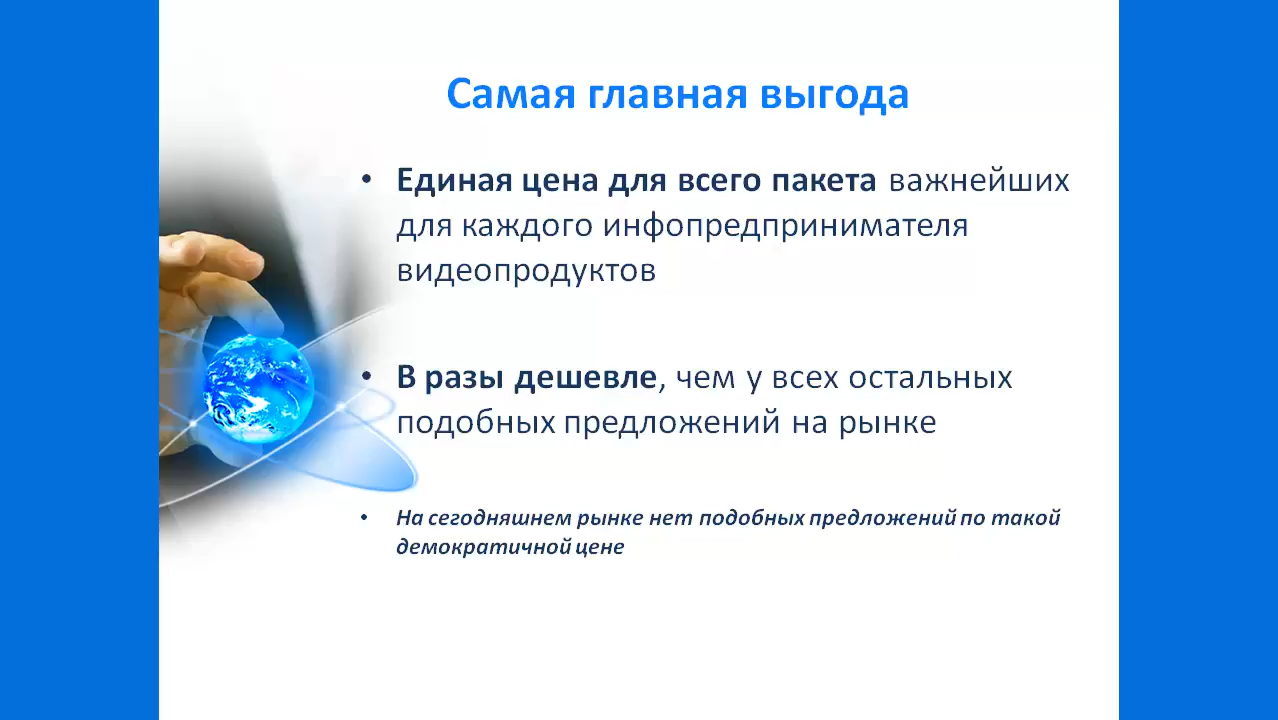 Самая главная выгода
• Единая цена для всего пакета важнейших
для каждого инфопредпринимателя
видеопродуктов
• В разы дешевле, чем у всех остальных
подобных предложений на рынке
• На сегодняшнем рынке нет подобных предложений по такой
демократичной цене